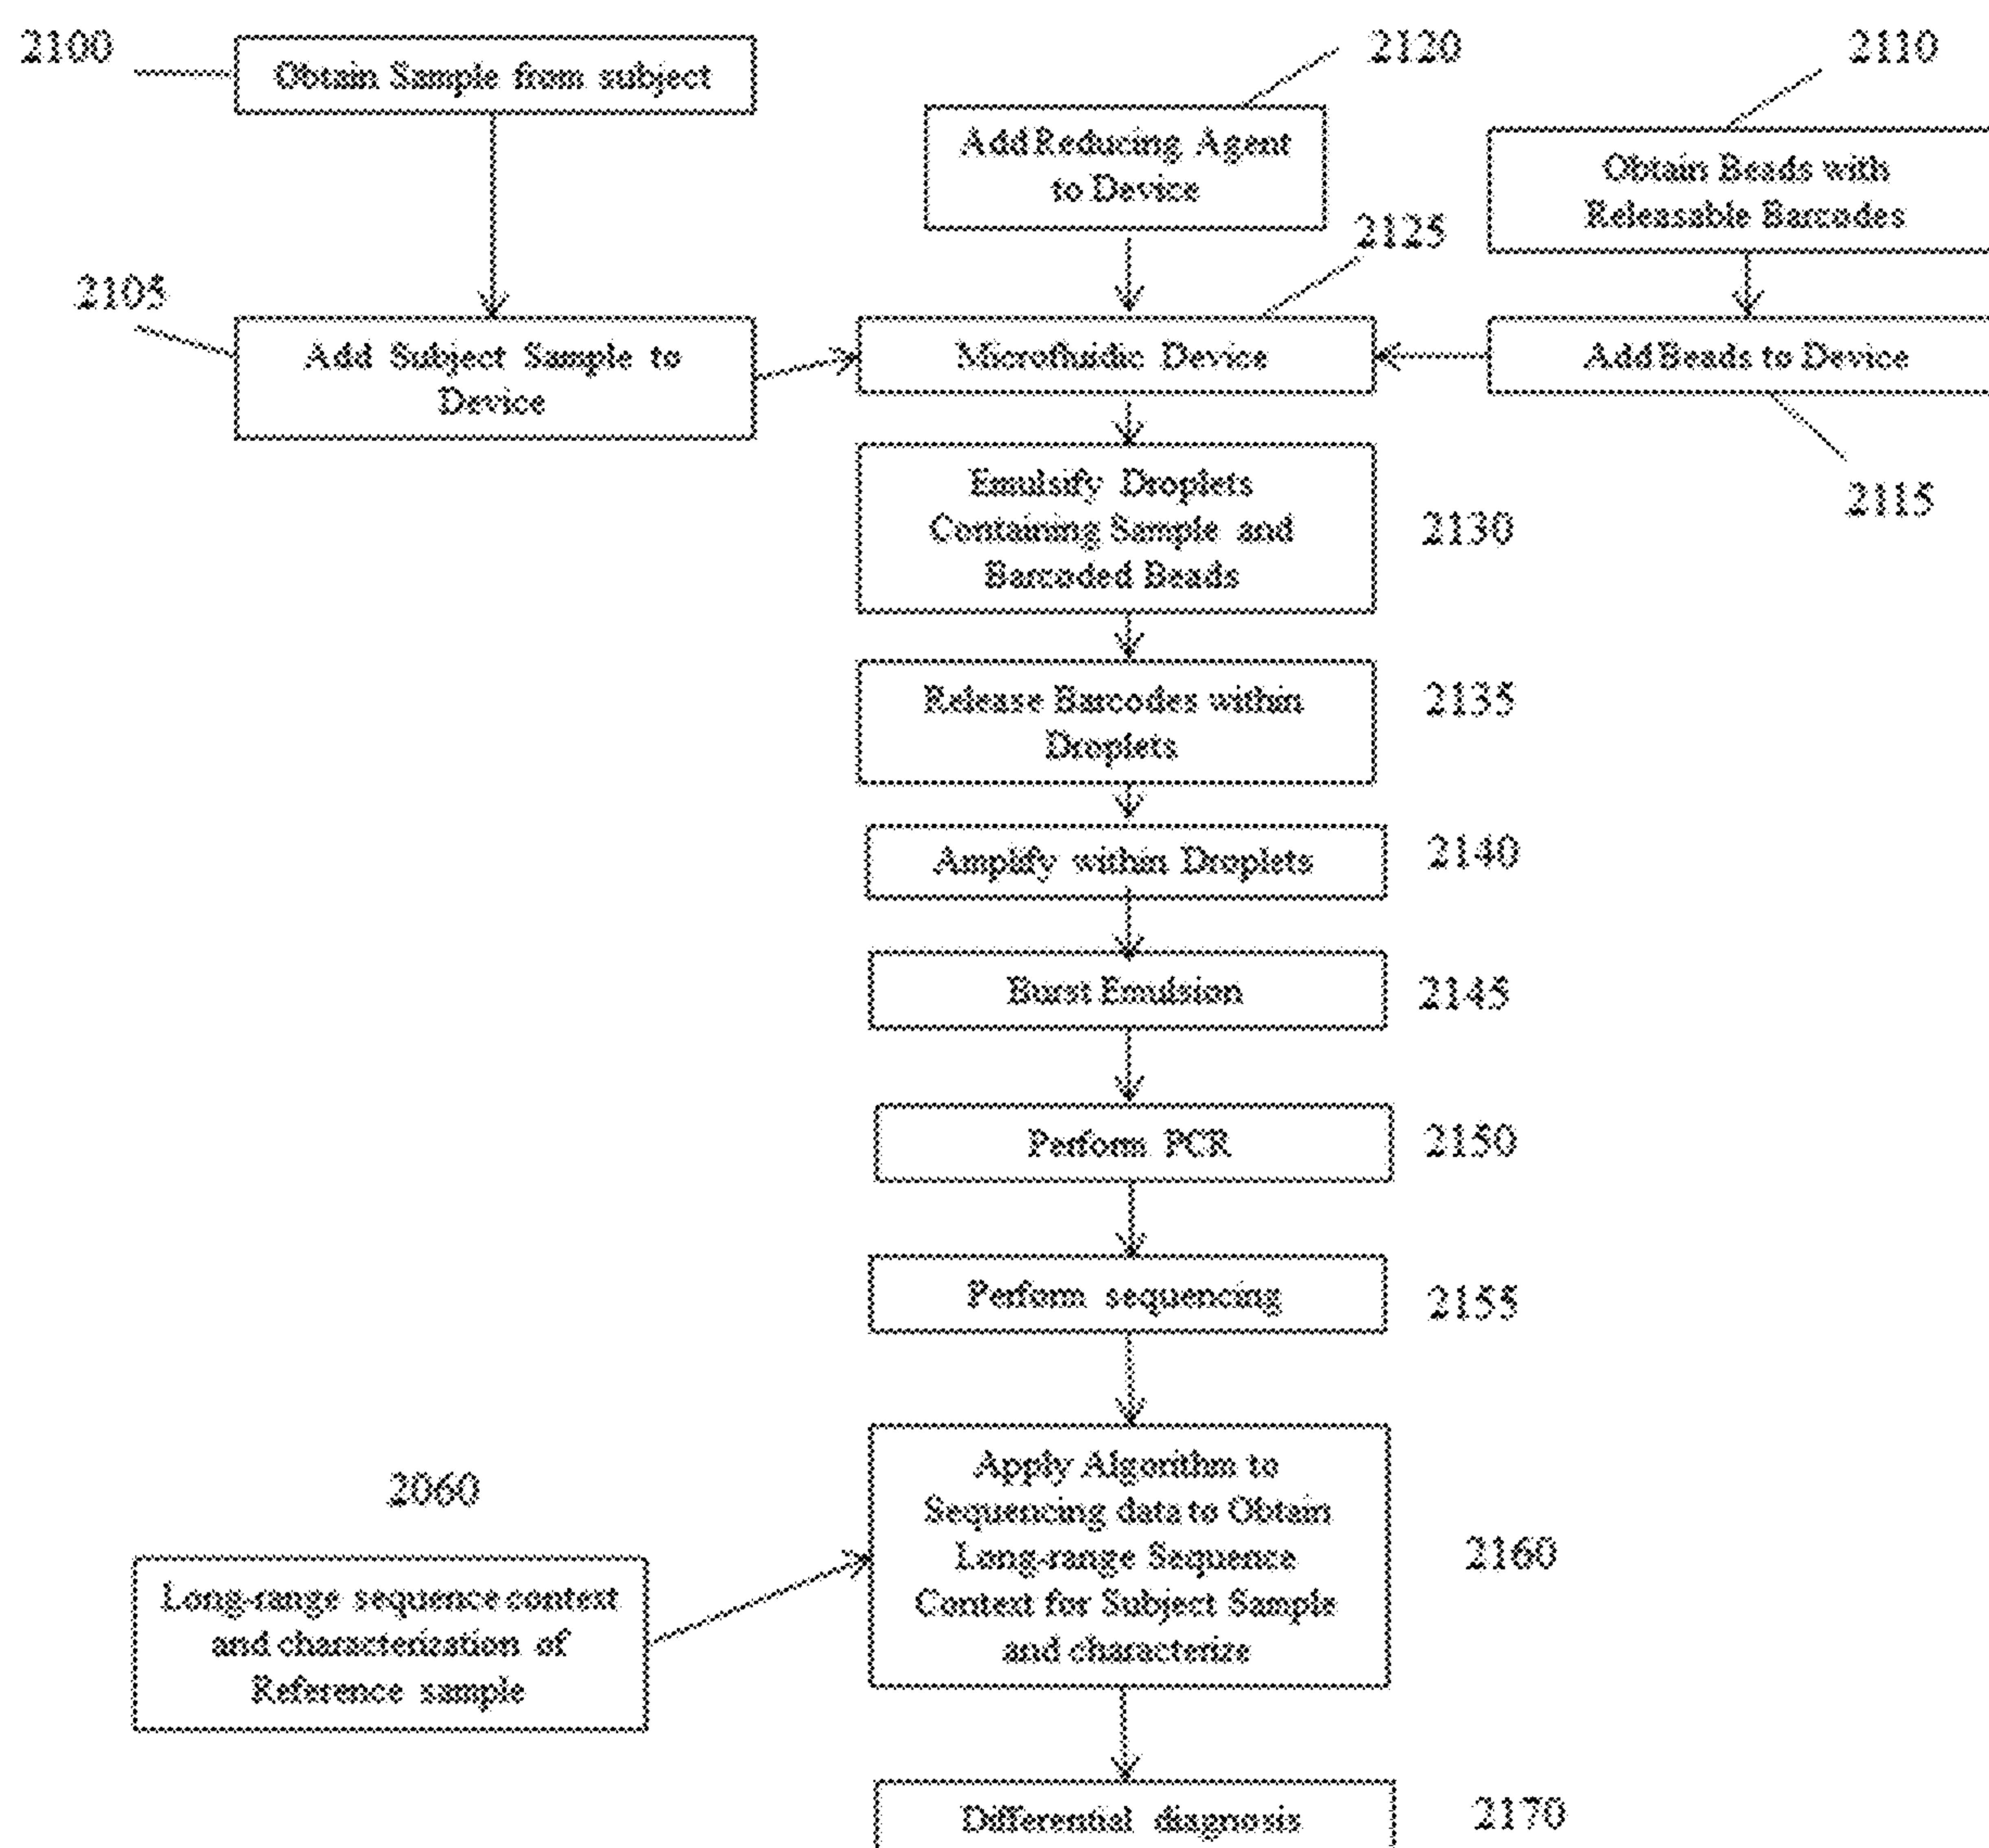 2100
Obtain Sample from subject
2120
2110
Add Reducing Agent
to Device
Obtain Beads with
Releasable Barcodes
2125
2105
Add Subject Sample to
Device
Microfluidic Device
Add Beads to Device
2115
Emulsify Droplets
Containing Sample and
Barcoded Beads
2130
Release Barcodes within
Droplets
2135
Amplify within Droplets
2140
Burst Emulsion
2145
Perform PCR
2150
Perform sequencing
2155
2060
Long-range sequence context
and characterization of
Reference sample
Apply Algorithm to
Sequencing data to Obtain
Long-range Sequence
Context for Subject Sample
and characterize
2160
Differential diagnosis
2170